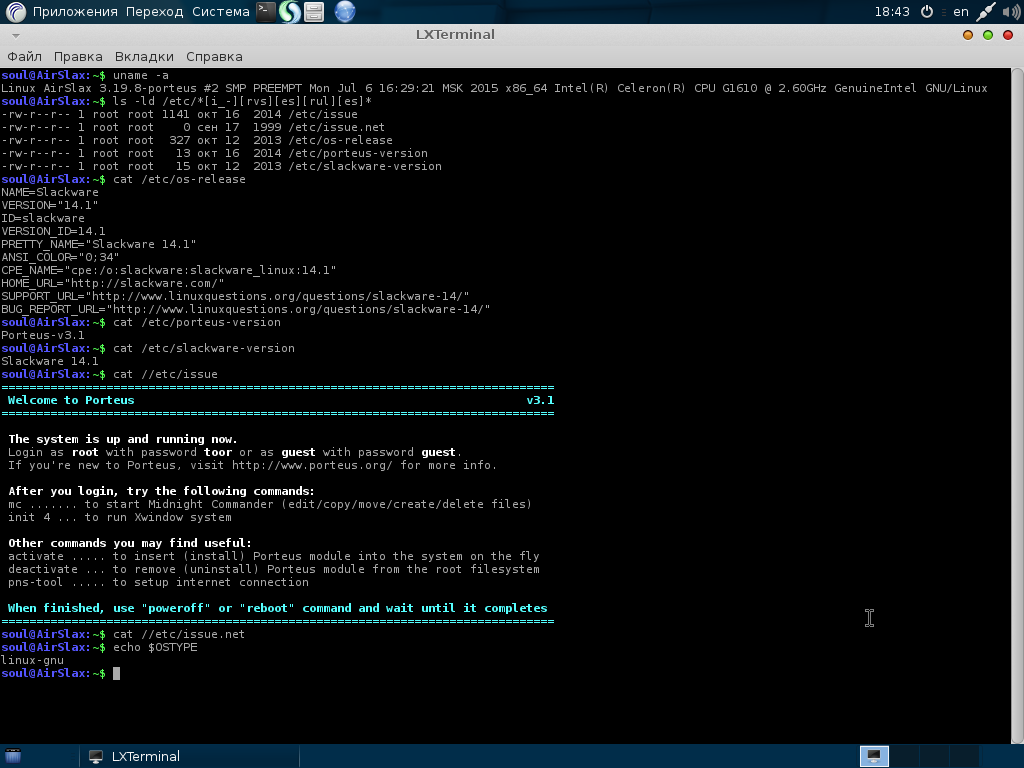 Приложения Переход Система 18:43 en
LXTerminal
Файл Правка Вкладки Справка
soul@AirSlax:~$ uname -a
Linux AirSlax 3.19.8-porteus #2 SMP PREEMPT Mon Jul 6 16:29:21 MSK 2015 x86_64 Intel(R) Celeron(R) CPU G1610 @ 2.60GHz GenuineIntel GNU/Linux
soul@AirSlax:~$ ls -ld /etc/*[i_-][rvs][es][rul][es]*
-rw-r--r-- 1 root root 1141 окт 16  2014 /etc/issue
-rw-r--r-- 1 root root    0 сен 17  1999 /etc/issue.net
-rw-r--r-- 1 root root  327 окт 12  2013 /etc/os-release
-rw-r--r-- 1 root root   13 окт 16  2014 /etc/porteus-version
-rw-r--r-- 1 root root   15 окт 12  2013 /etc/slackware-version
soul@AirSlax:~$ cat /etc/os-release
NAME=Slackware
VERSION="14.1"
ID=slackware
VERSION_ID=14.1
PRETTY_NAME="Slackware 14.1"
ANSI_COLOR="0;34"
CPE_NAME="cpe:/o:slackware:slackware_linux:14.1"
HOME_URL="http://slackware.com/"
SUPPORT_URL="http://www.linuxquestions.org/questions/slackware-14/"
BUG_REPORT_URL="http://www.linuxquestions.org/questions/slackware-14/"
soul@AirSlax:~$ cat /etc/porteus-version
Porteus-v3.1
soul@AirSlax:~$ cat /etc/slackware-version
Slackware 14.1
soul@AirSlax:~$ cat //etc/issue
===============================================================================
Welcome to Porteus v3.1
===============================================================================
The system is up and running now.
Login as root with password toor or as guest with password guest.
If you're new to Porteus, visit http://www.porteus.org/ for more info.
After you login, try the following commands:
mc ....... to start Midnight Commander (edit/copy/move/create/delete files)
init 4 ... to run Xwindow system
Other commands you may find useful:
activate ..... to insert (install) Porteus module into the system on the fly
deactivate ... to remove (uninstall) Porteus module from the root filesystem
pns-tool ..... to setup internet connection
When finished, use "poweroff" or "reboot" command and wait until it completes
===============================================================================
soul@AirSlax:~$ cat //etc/issue.net
soul@AirSlax:~$ echo $OSTYPE
linux-gnu
soul@AirSlax:~$
LXTerminal